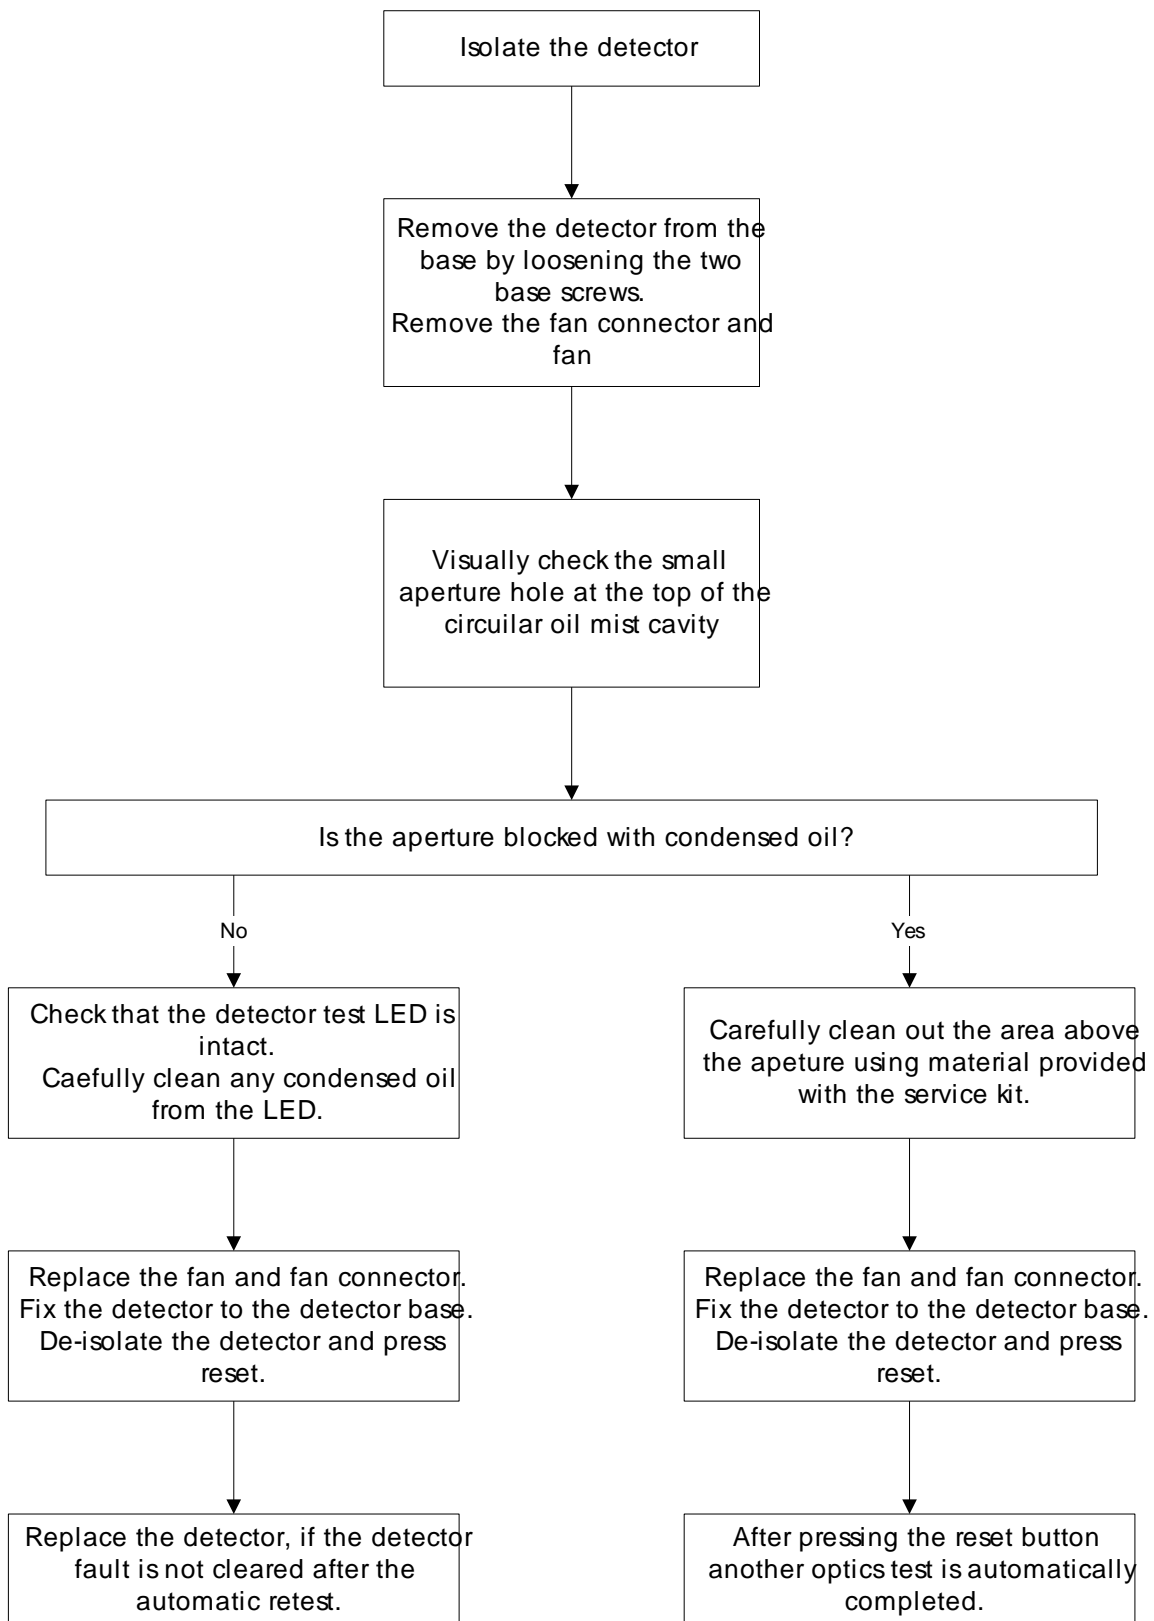 Isolate the detector
Remove the detector from the
base by loosening the two
base screws.
Remove the fan connector and
fan
Visually check the small
aperture hole at the top of the
circuilar oil mist cavity
Is the aperture blocked with condensed oil?
No
Yes
Check that the detector test LED is
intact.
Caefully clean any condensed oil
from the LED.
Carefully clean out the area above
the apeture using material provided
with the service kit.
Replace the fan and fan connector.
Fix the detector to the detector base.
De-isolate the detector and press
reset.
Replace the fan and fan connector.
Fix the detector to the detector base.
De-isolate the detector and press
reset.
Replace the detector, if the detector
fault is not cleared after the
automatic retest.
After pressing the reset button
another optics test is automatically
completed.